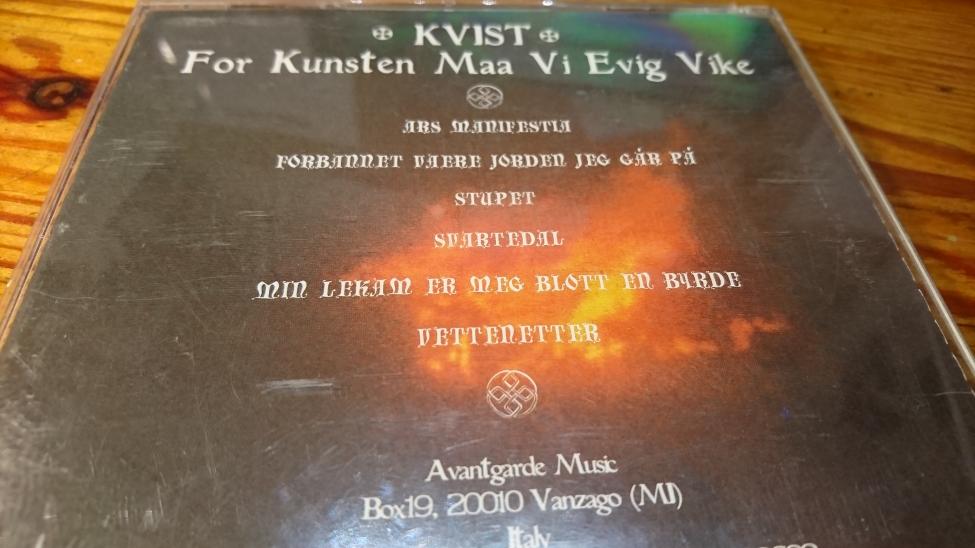 KVIST
For Kunsten Maa Vi Evig Vike
ARS MANIFESTIA
FORBANNET VAERE JORDEN JEG GÅR PÅ
STUPET
SVARTEDAL
MIN LEKAM ER MEG BLOTT EN BYRDE
VETTENETTER
Avantgarde Music
Box19, 20010 Vanzago (MI)
Italy